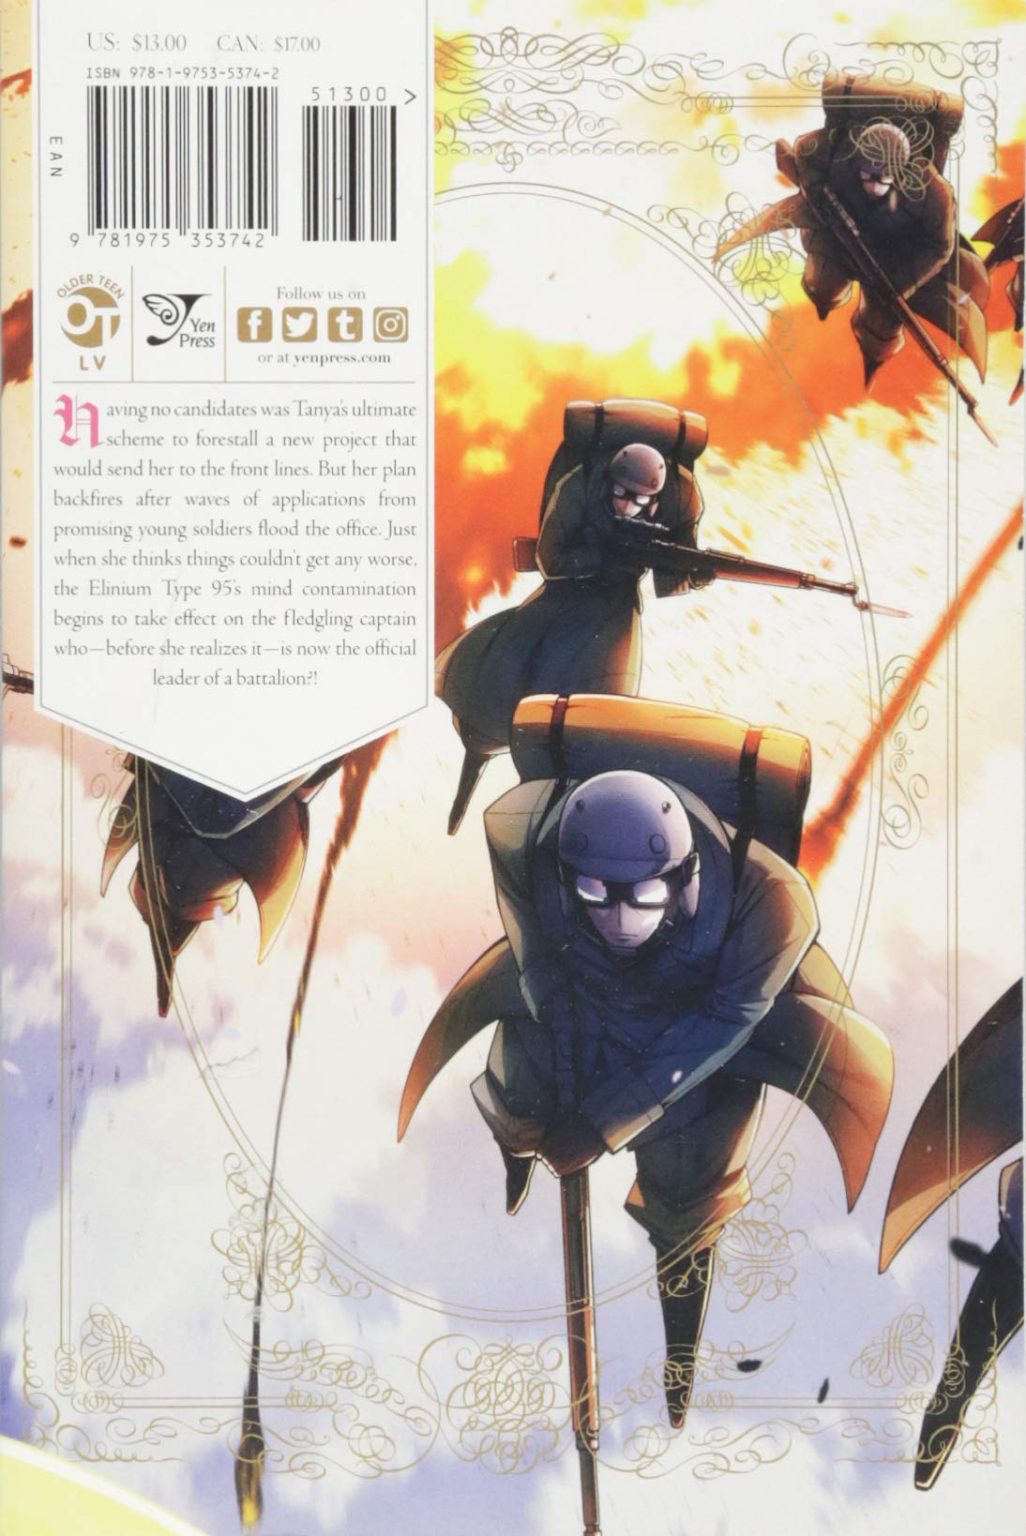 US: $13.00 CAN: $17.00
ISBN 978-1-9753-5374-2
51300 >
EAN
9 781975 353742
OLDER TEEN
OT
LV
Yen
Press
Follow us on
or at yenpress.com
Having no candidates was Tanya's ultimate
scheme to forestall a new project that
would send her to the front lines. But her plan
backfires after waves of applications from
promising young soldiers flood the office. Just
when she thinks things couldn't get any worse,
the Elinium Type 95's mind contamination
begins to take effect on the fledgling captain
who—before she realizes it—is now the official
leader of a battalion?!